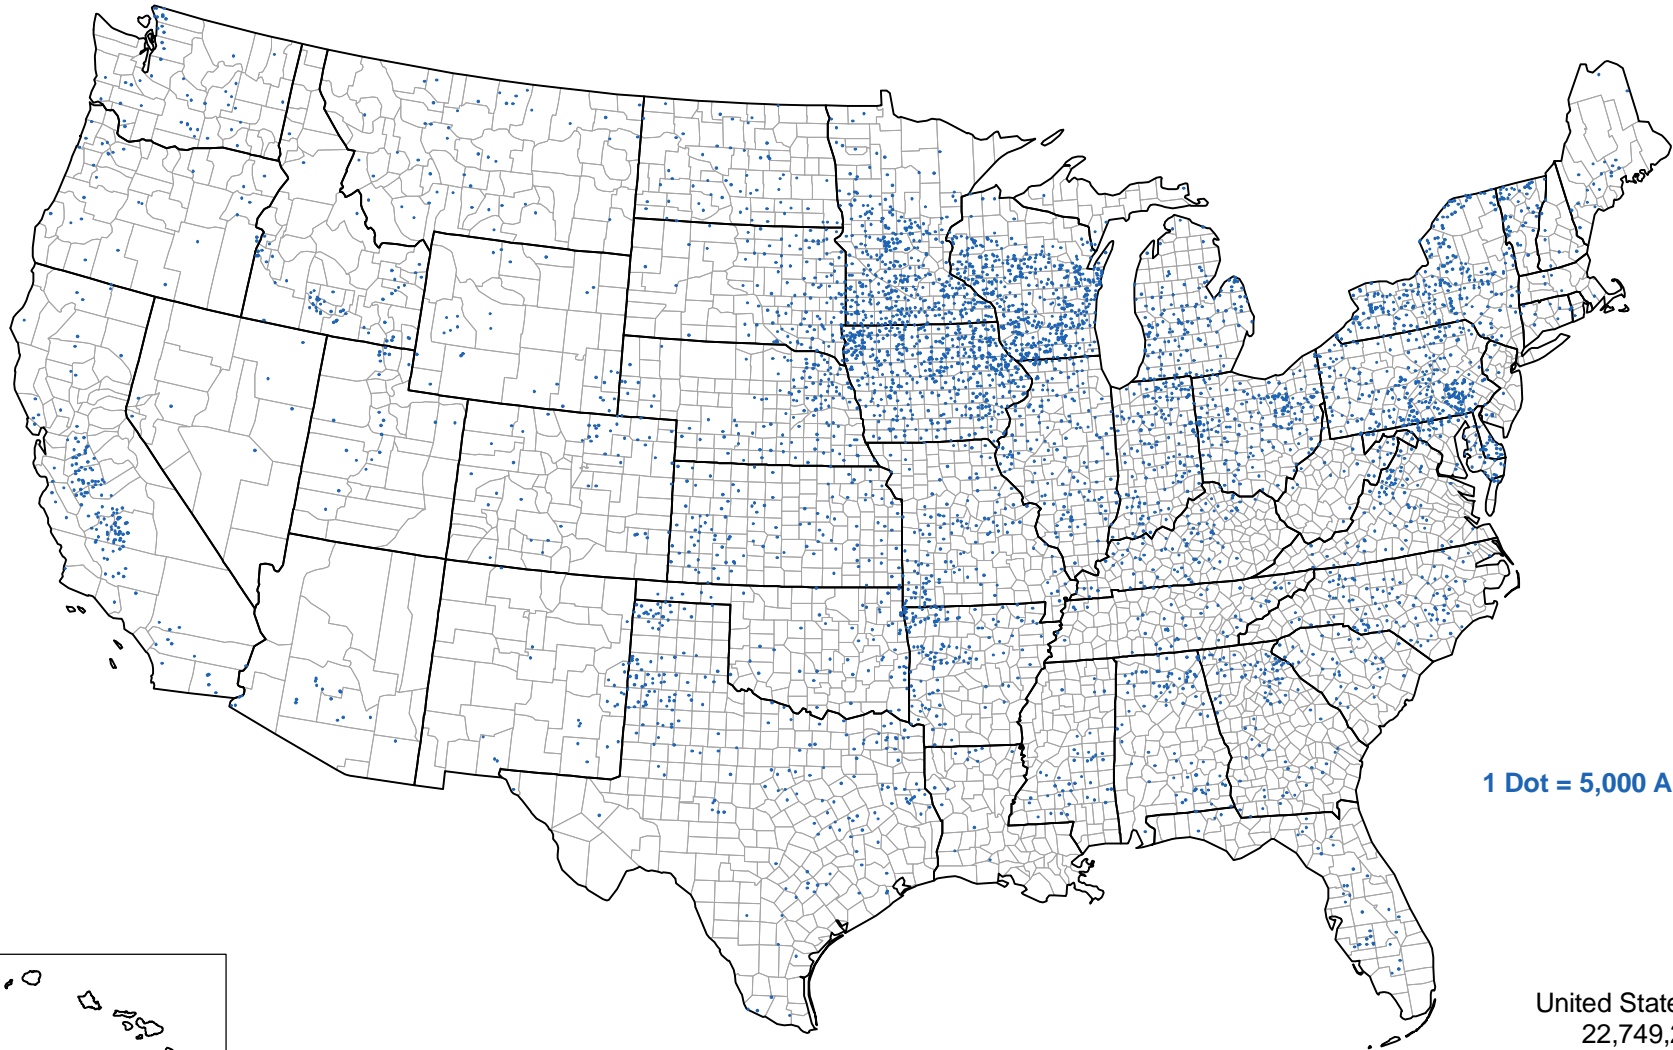 1 Dot = 5,000 A
United State
22,749,